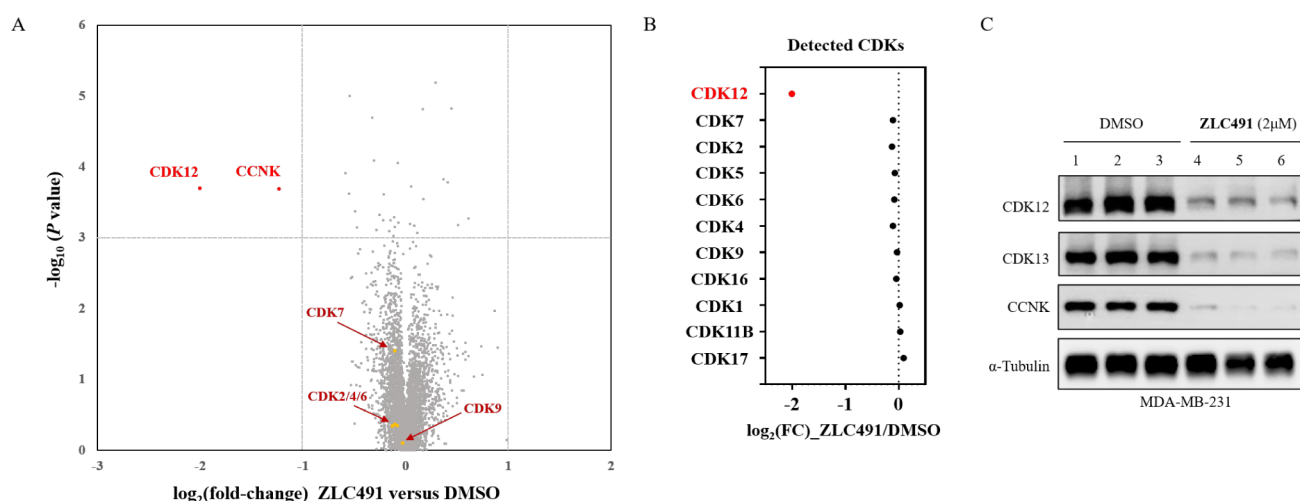 A
6
5
4
3
2
1
0
-3
-2
-1
0
1
2
-log10 (P value)
log2(fold-change)_ZLC491 versus DMSO
CDK12
CCNK
CDK7
CDK2/4/6
CDK9
B
Detected CDKs
CDK12
CDK7
CDK2
CDK5
CDK6
CDK4
CDK9
CDK16
CDK1
CDK11B
CDK17
-2
-1
0
log2(FC)_ZLC491/DMSO
C
DMSO
ZLC491 (2μM)
1 2 3 4 5 6
CDK12
CDK13
CCNK
α-Tubulin
MDA-MB-231